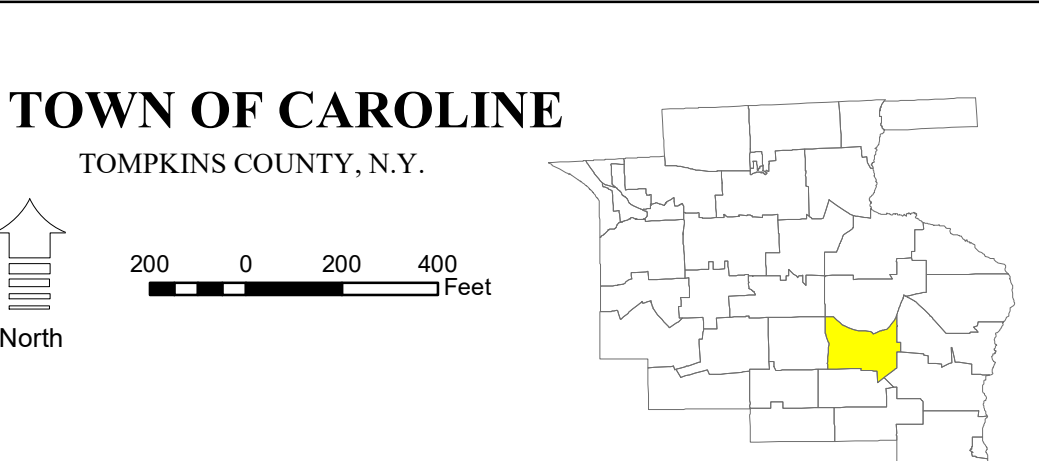 TOWN OF CAROLINE
TOMPKINS COUNTY, N.Y.
200 0 200 400
Feet
North